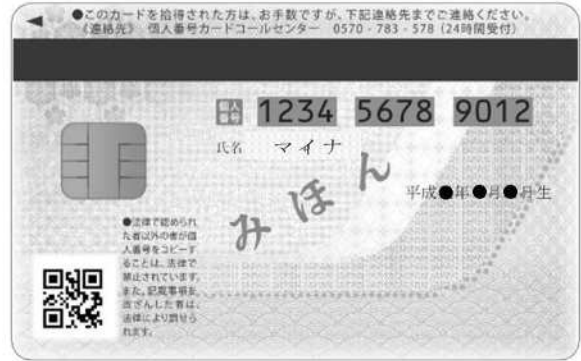 ●このカードを拾得された方は、お手数ですが、下記連絡先までご連絡ください。
《連絡先》 個人番号カードコールセンター 0570-783-578(24時間受付)
個人番号 1234 5678 9012
氏名 マイナ
平成●年●月●日生
みほん
●法律で認められ
た者以外の者が個
人番号をコピーす
ることは、法律で
禁止されています。
また、記載事項を
改ざんした者は、
法律により罰せら
れます。